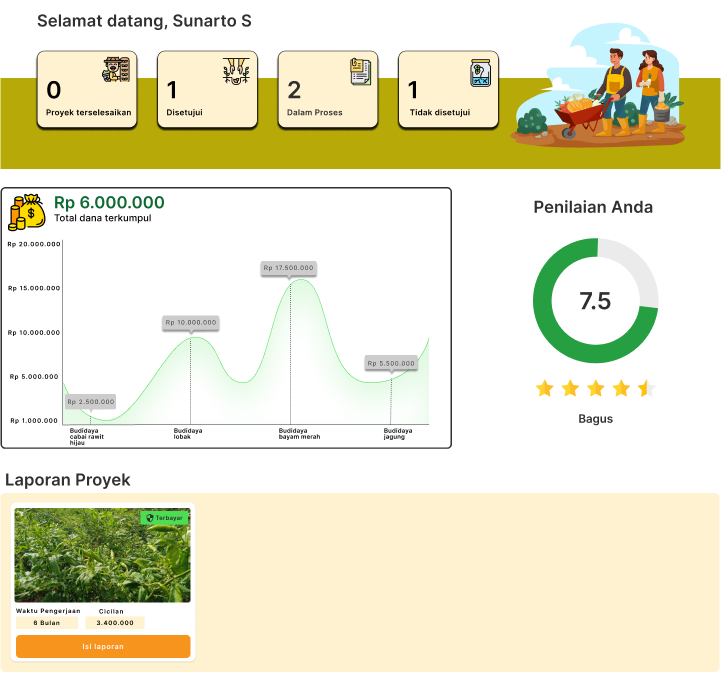 Selamat datang, Sunarto S
0
Proyek terselesaikan
1
Disetujui
2
Dalam Proses
1
Tidak disetujui
Rp 6.000.000
Total dana terkumpul
Rp 20.000.000
Rp 15.000.000
Rp 10.000.000
Rp 5.000.000
Rp 1.000.000
Rp 2.500.000
Rp 10.000.000
Rp 17.500.000
Rp 5.500.000
Budidaya
cabai rawit
hijau
Budidaya
lobak
Budidaya
bayam merah
Budidaya
jagung
Penilaian Anda
7.5
Bagus
Laporan Proyek
Terbayar
Waktu Pengerjaan
Cicilan
6 Bulan
3.400.000
Isi laporan